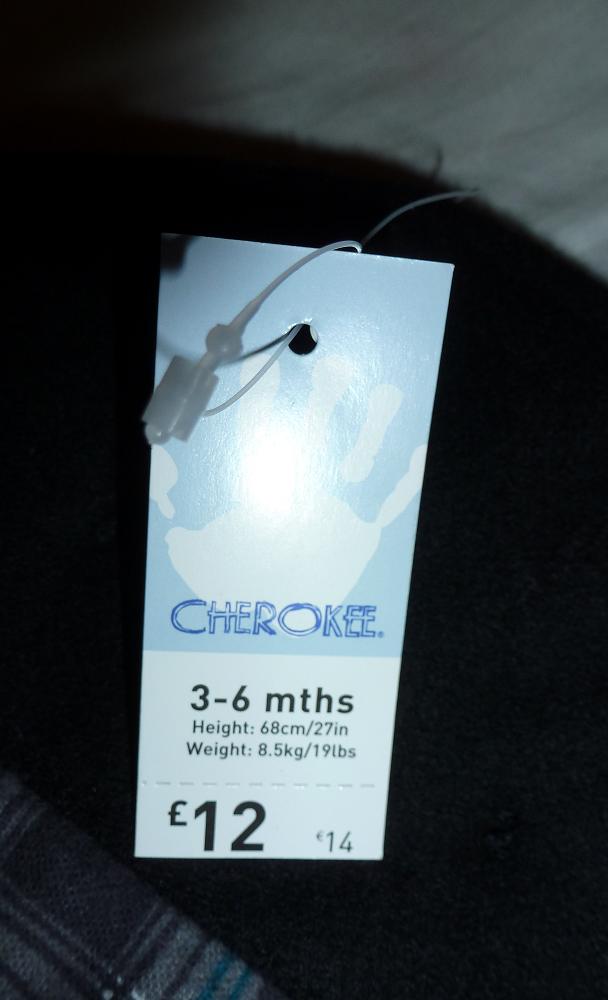 CHEROKEE®
3-6 mths
Height: 68cm/27in
Weight: 8.5kg/19lbs
£12 €14